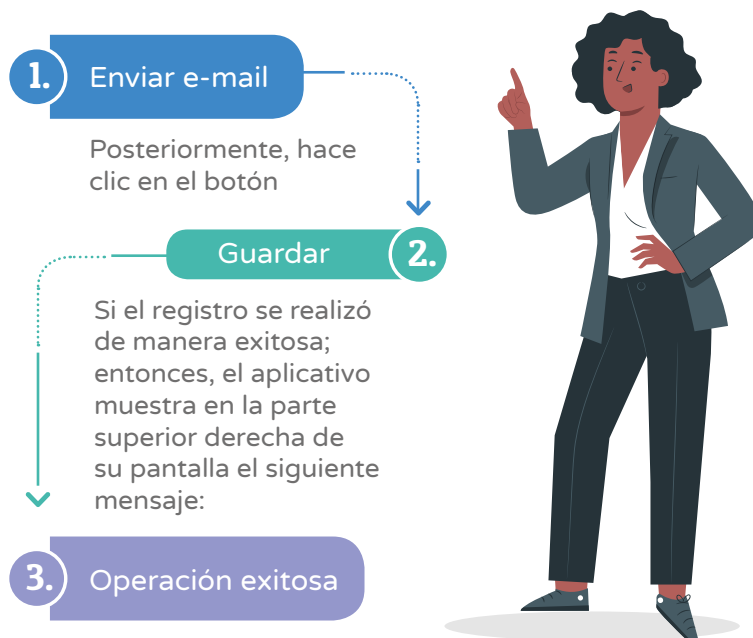 1. Enviar e-mail
Posteriormente, hace
clic en el botón
Guardar 2.
Si el registro se realizó
de manera exitosa;
entonces, el aplicativo
muestra en la parte
superior derecha de
su pantalla el siguiente
mensaje:
3. Operación exitosa